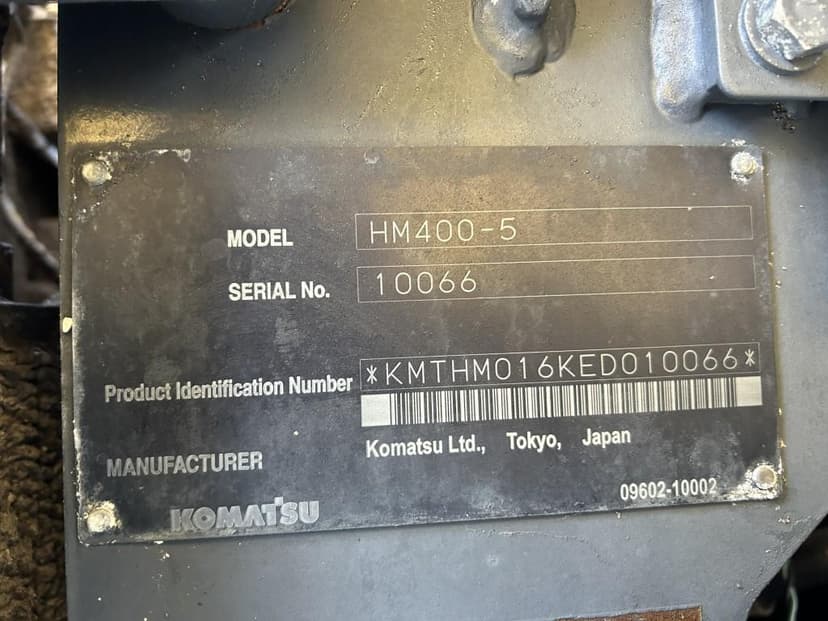 MODEL HM400-5
SERIAL No. 10066
Product Identification Number *KMTHM016KED010066*
MANUFACTURER Komatsu Ltd., Tokyo, Japan
KOMATSU 09602-10002